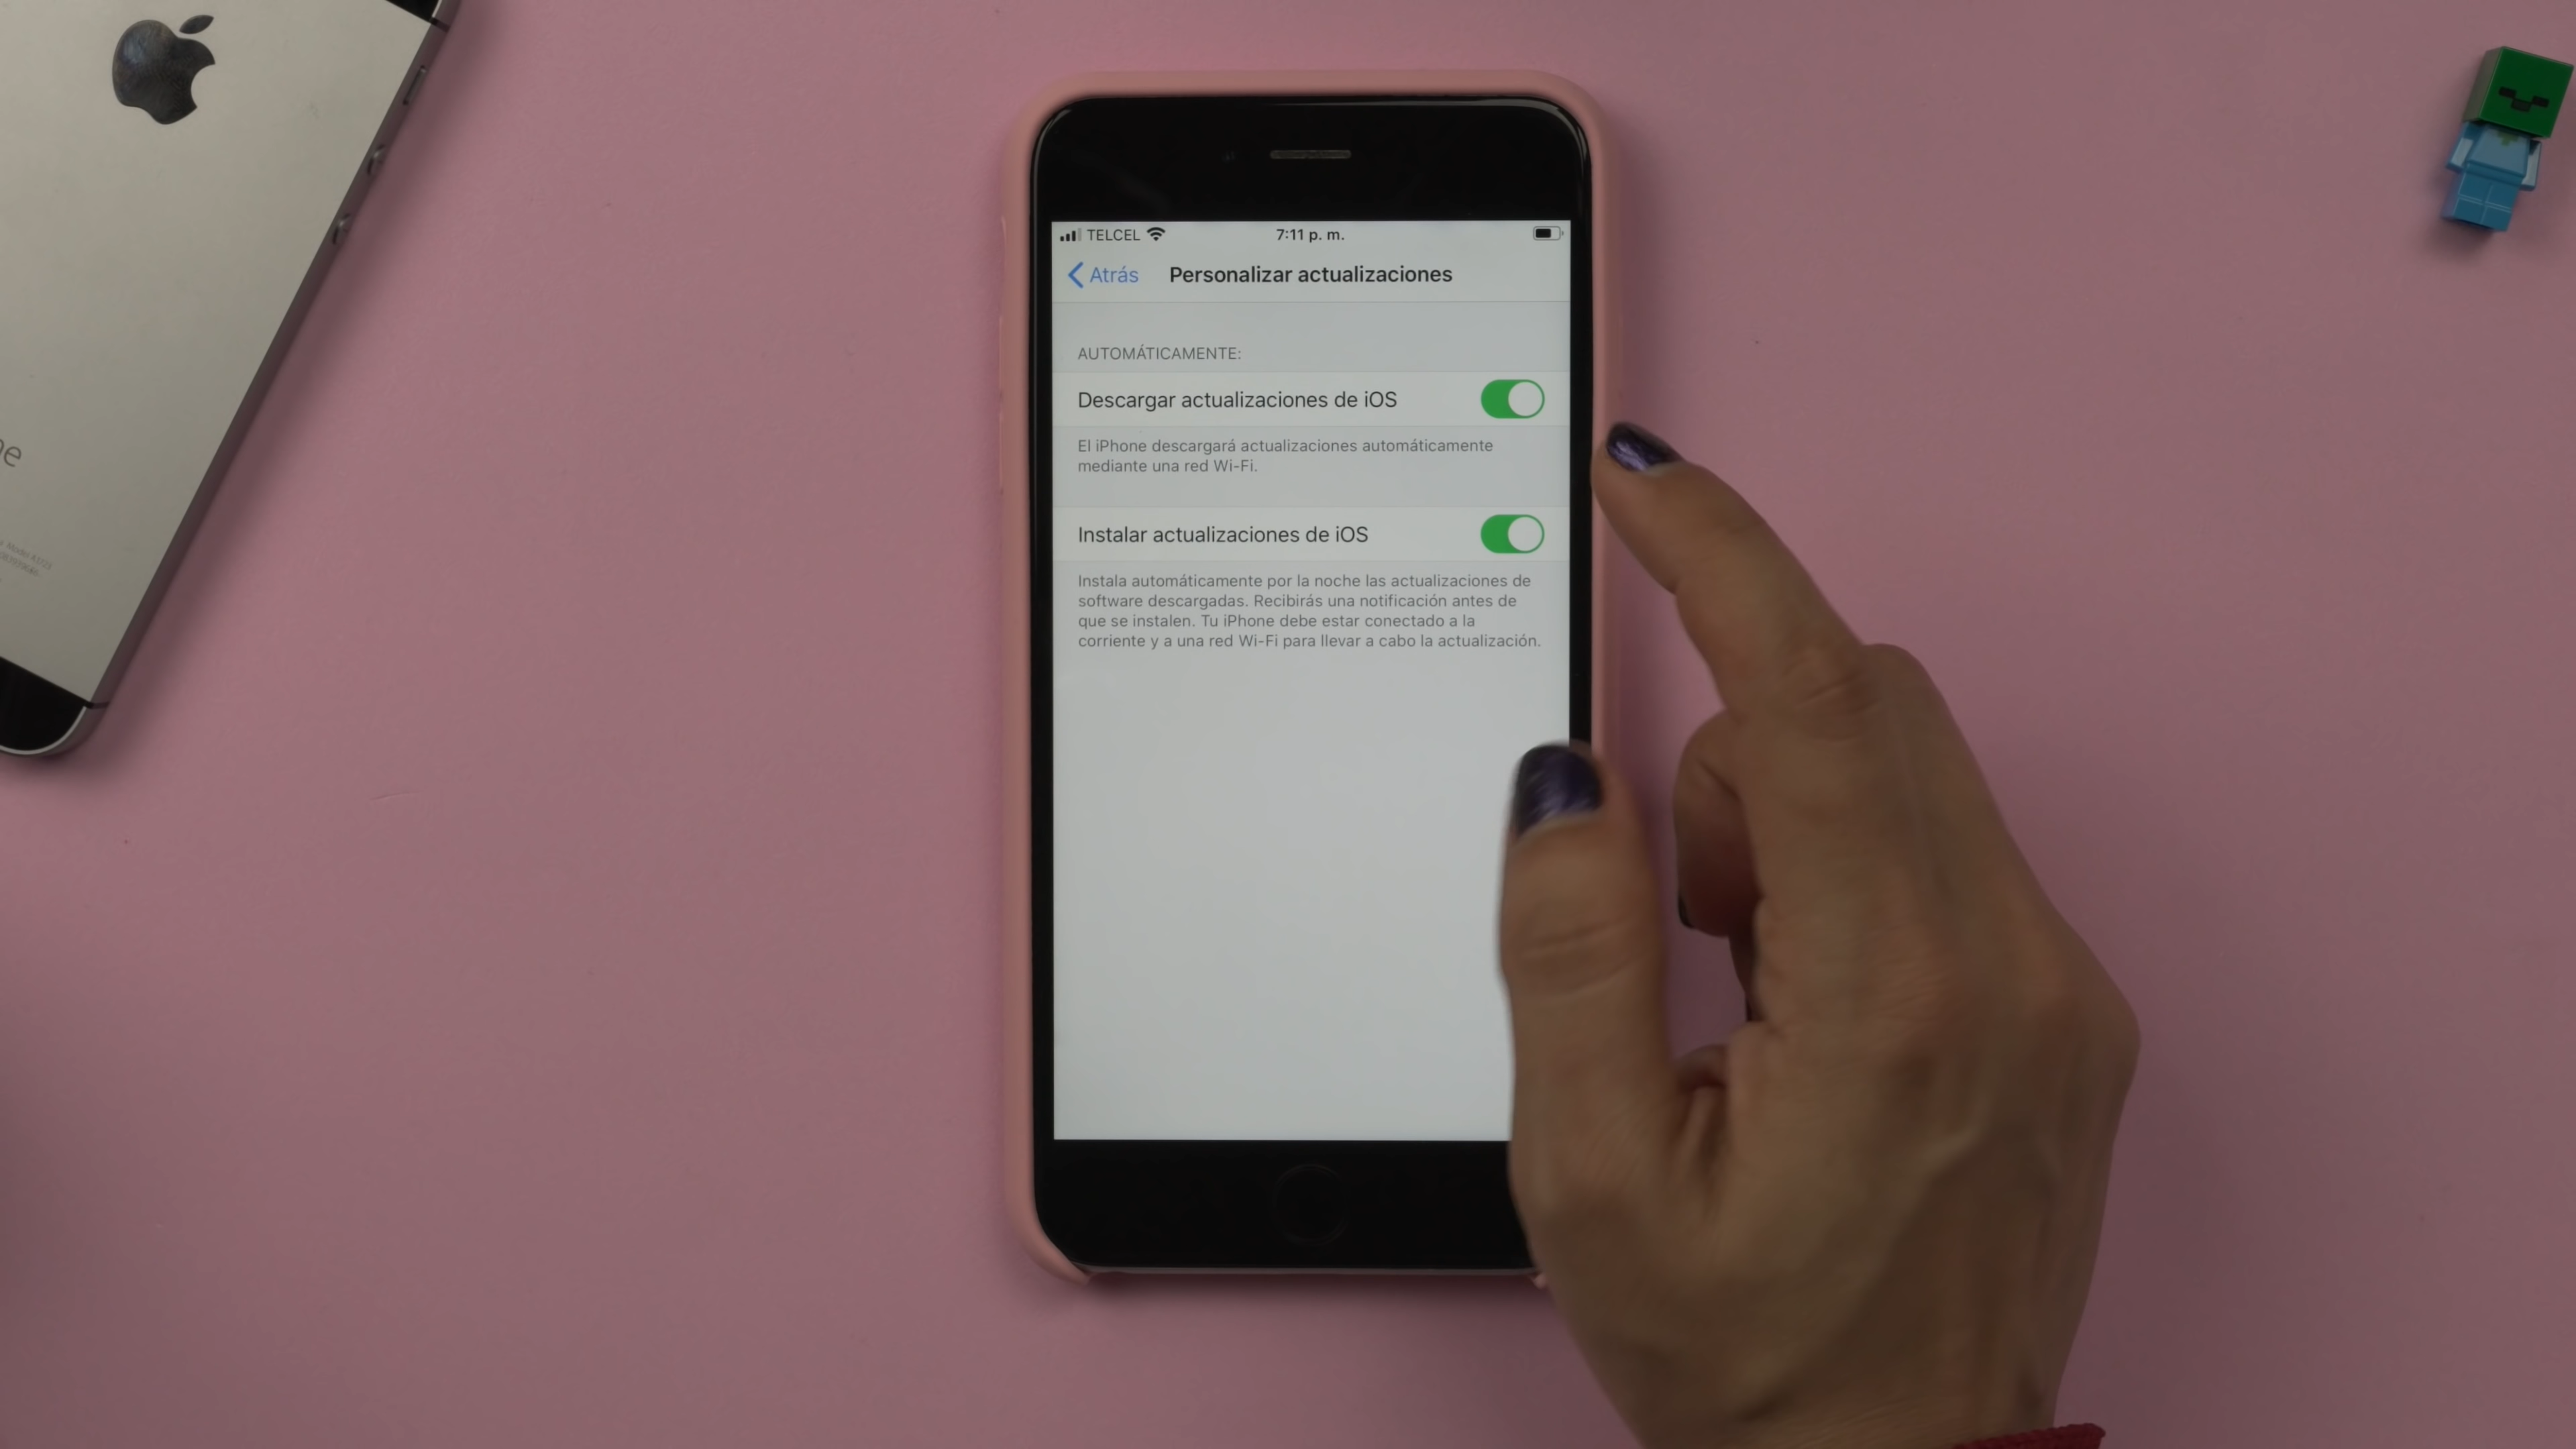 TELCEL
7:11 p. m.
Atrás
Personalizar actualizaciones
AUTOMÁTICAMENTE:
Descargar actualizaciones de iOS
El iPhone descargará actualizaciones automáticamente
mediante una red Wi-Fi.
Instalar actualizaciones de iOS
Instala automáticamente por la noche las actualizaciones de
software descargadas. Recibirás una notificación antes de
que se instalen. Tu iPhone debe estar conectado a la
corriente y a una red Wi-Fi para llevar a cabo la actualización.